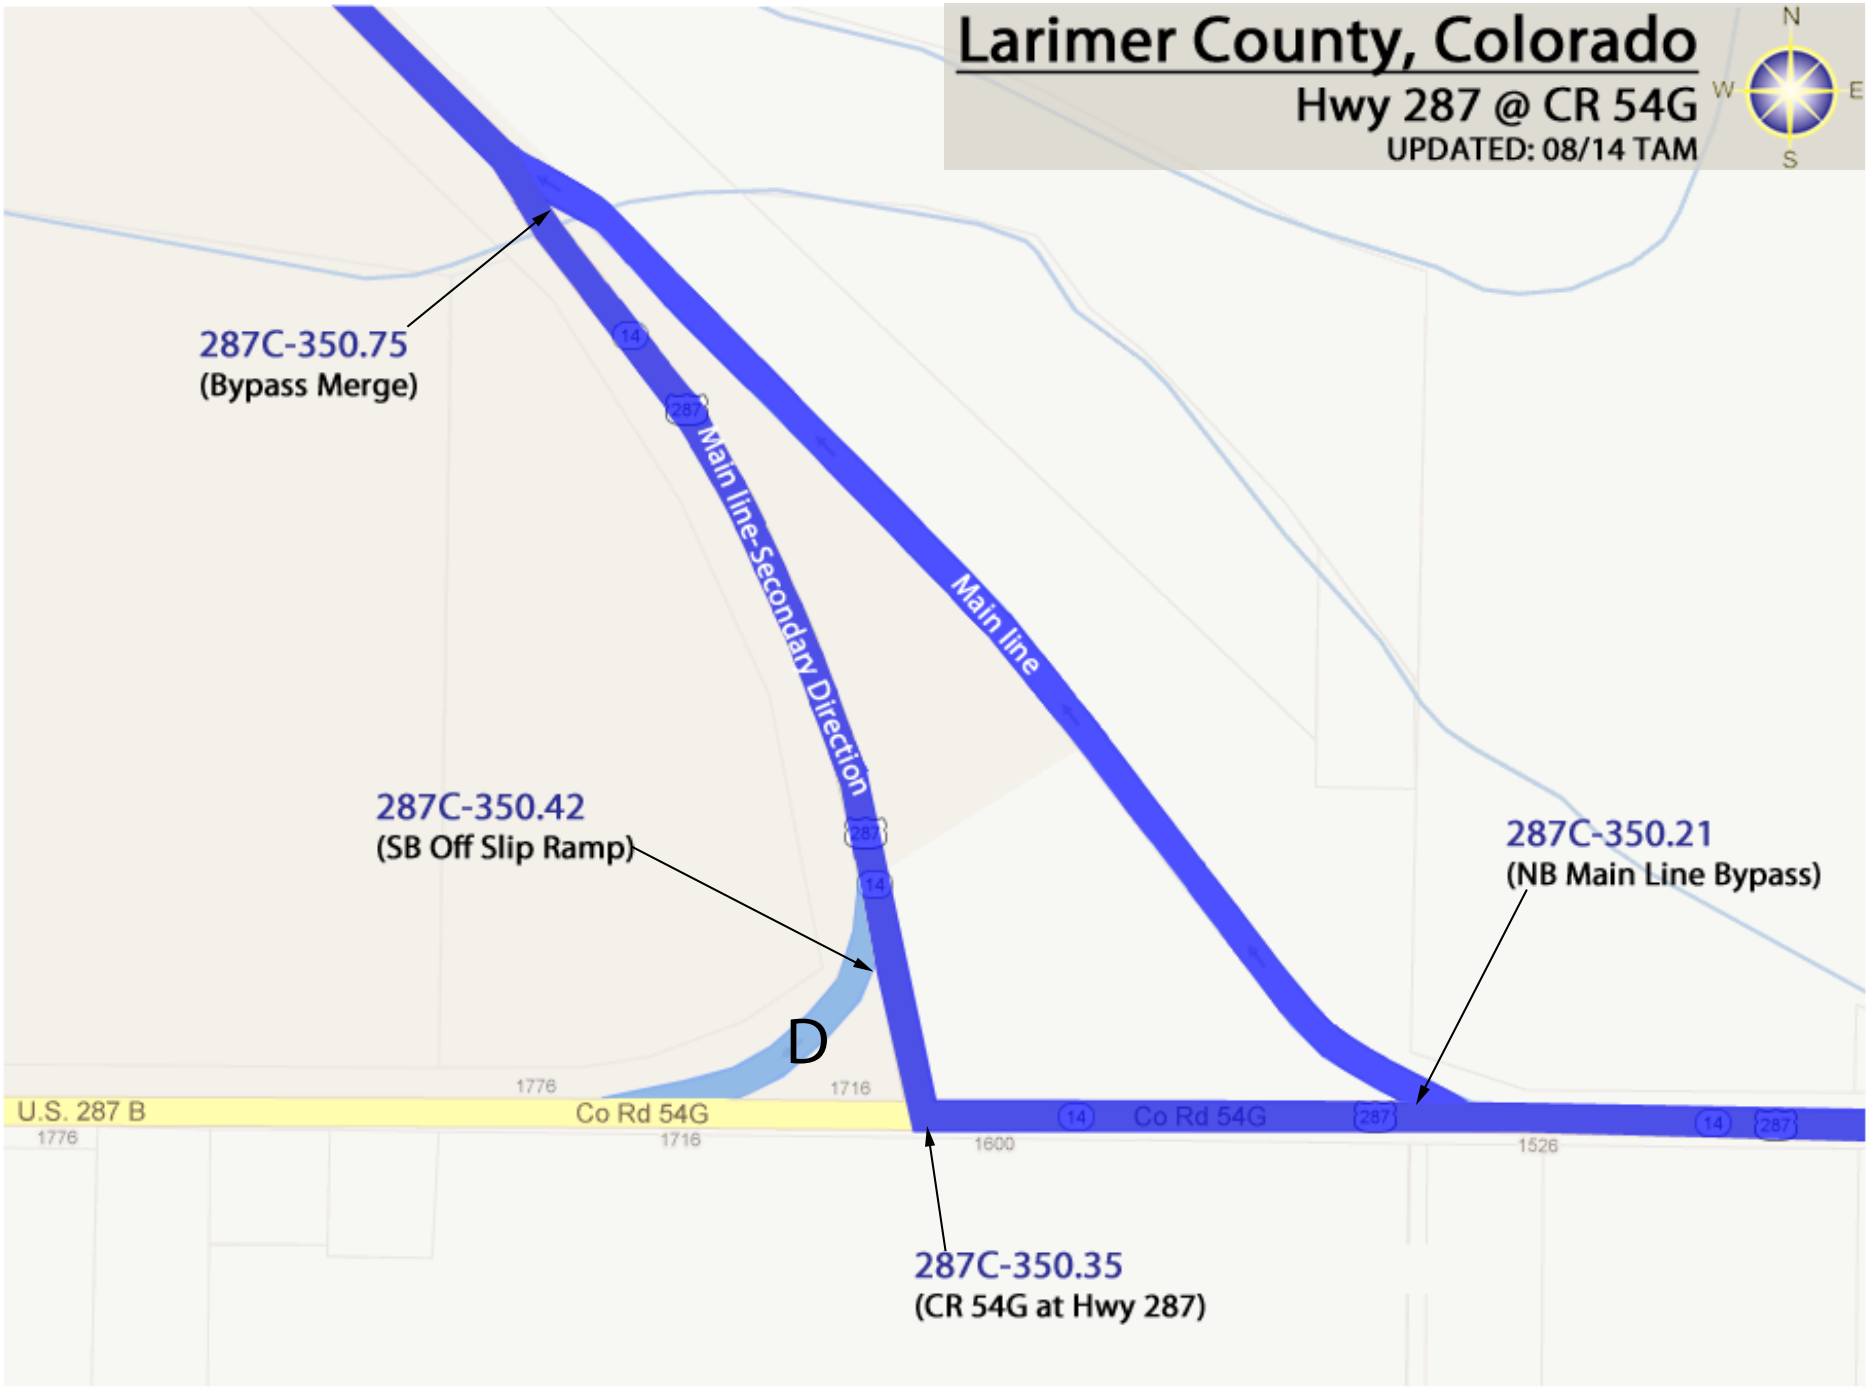 Larimer County, Colorado
Hwy 287 @ CR 54G
UPDATED: 08/14 TAM
N
W
E
S
287C-350.75
(Bypass Merge)
14
287
Main line-Secondary Direction
Main line
287C-350.42
(SB Off Slip Ramp)
287
14
287C-350.21
(NB Main Line Bypass)
D
1776
1716
U.S. 287 B
Co Rd 54G
14
Co Rd 54G
287
14
287
1776
1716
1600
1526
287C-350.35
(CR 54G at Hwy 287)